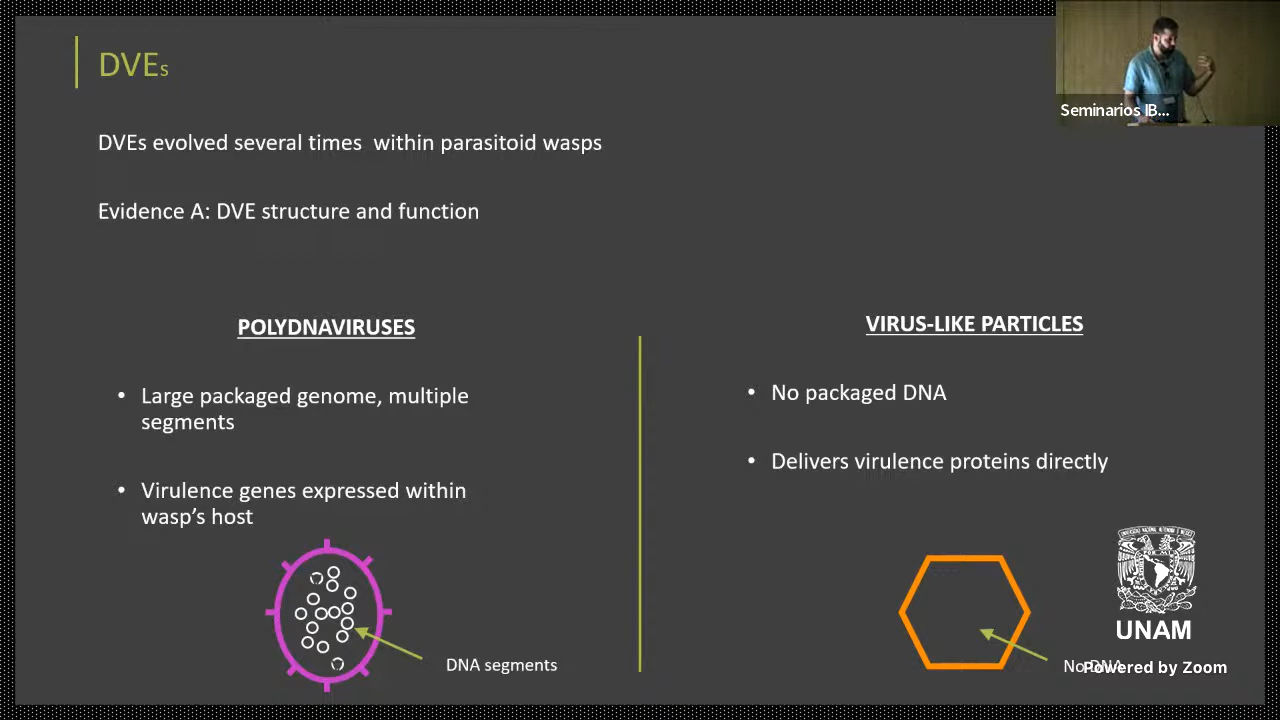 DVEs
Seminarios IB...
DVEs evolved several times within parasitoid wasps
Evidence A: DVE structure and function
POLYDNAVIRUSES
• Large packaged genome, multiple
segments
• Virulence genes expressed within
wasp's host
DNA segments
VIRUS-LIKE PARTICLES
• No packaged DNA
• Delivers virulence proteins directly
No DNA
UNAM
Powered by Zoom